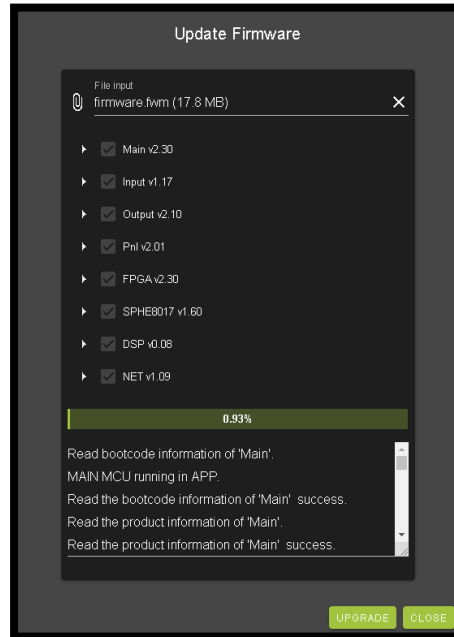 Update Firmware
File input
firmware.fwm (17.8 MB)
Main v2.30
Input v1.17
Output v2.10
Pnl v2.01
FPGA v2.30
SPHE8017 v1.60
DSP v0.08
NET v1.09
0.93%
Read bootcode information of 'Main'.
MAIN MCU running in APP.
Read the bootcode information of 'Main' success.
Read the product information of 'Main'.
Read the product information of 'Main' success.
UPGRADE CLOSE